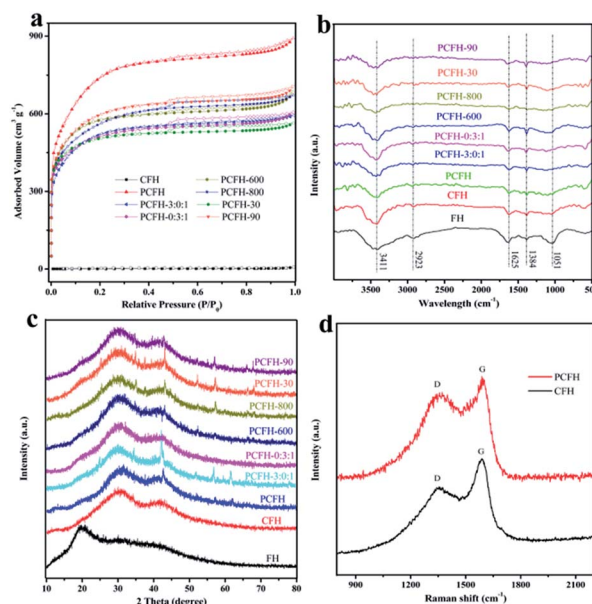 a
900
600
300
0
Adsorbed Volume (cm³ g⁻¹)
CFH
PCFH
PCFH-3:0:1
PCFH-0:3:1
PCFH-600
PCFH-800
PCFH-30
PCFH-90
0.0 0.2 0.4 0.6 0.8 1.0
Relative Pressure (P/P₀)
b
Intensity (a.u.)
PCFH-90
PCFH-30
PCFH-800
PCFH-600
PCFH-0:3:1
PCFH-3:0:1
PCFH
CFH
FH
3411
2923
1625
1384
1051
3500 3000 2500 2000 1500 1000 500
Wavelength (cm⁻¹)
c
Intensity (a.u.)
PCFH-90
PCFH-30
PCFH-800
PCFH-600
PCFH-0:3:1
PCFH-3:0:1
PCFH
CFH
FH
10 20 30 40 50 60 70 80
2 Theta (degree)
d
Intensity (a.u.)
PCFH
CFH
D
G
D
G
900 1200 1500 1800 2100
Raman shift (cm⁻¹)